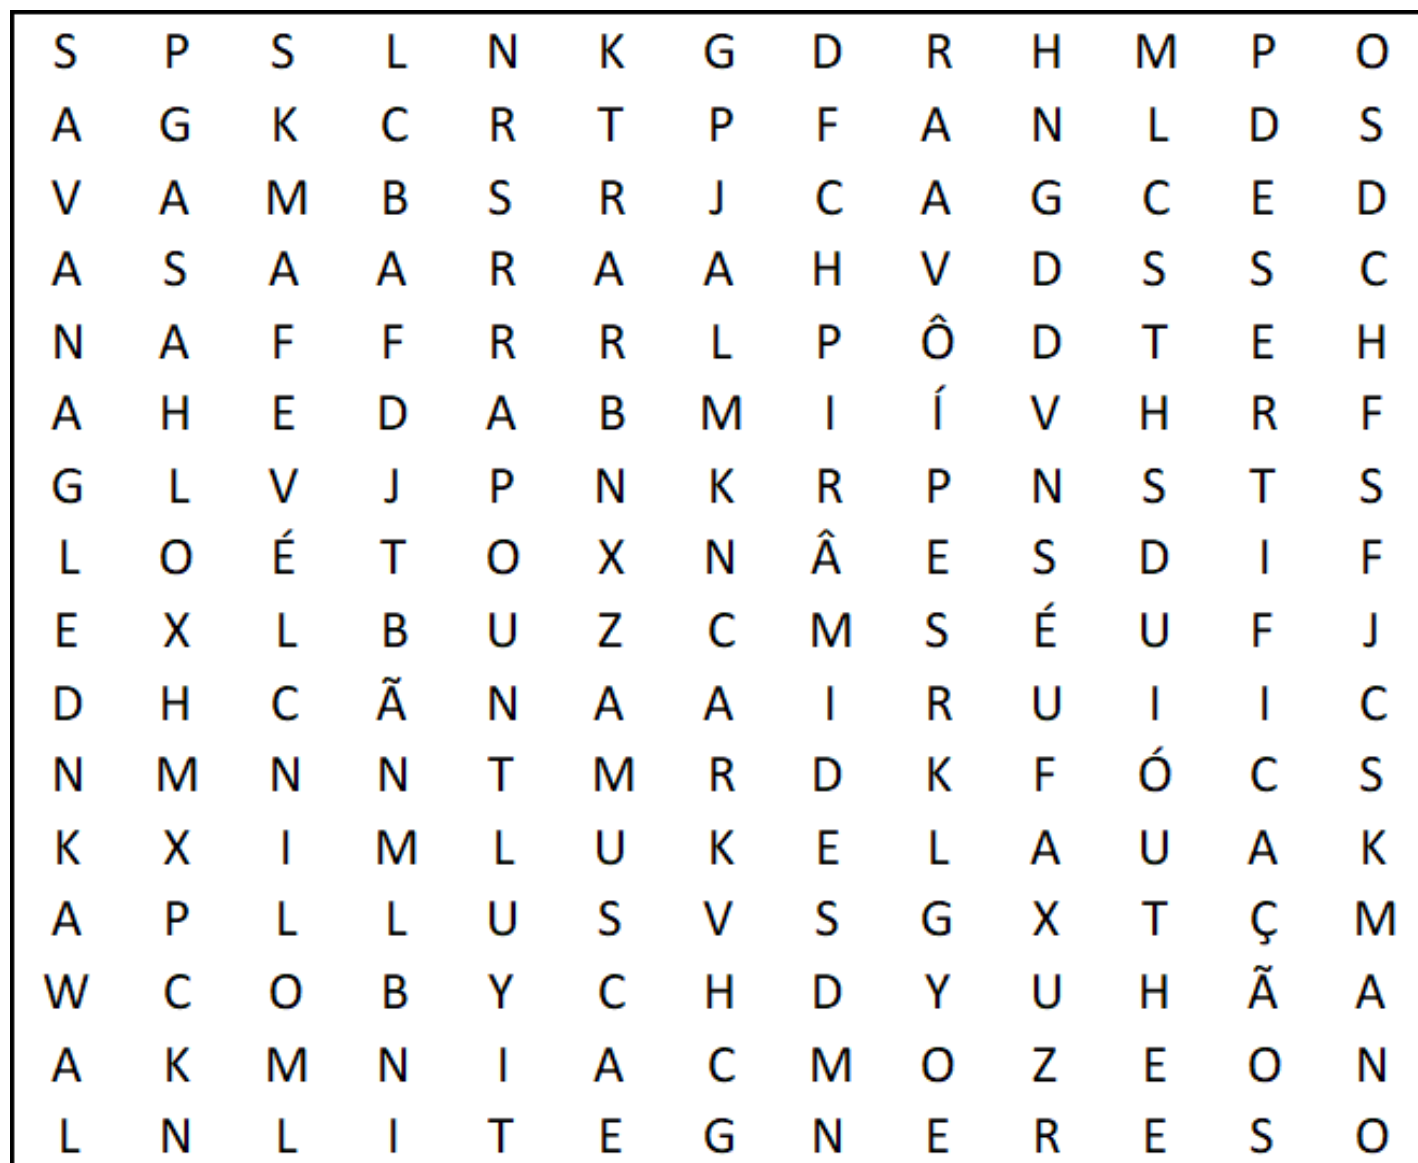 S P S L N K G D R H M P O
A G K C R T P F A N L D S
V A M B S R J C A G C E D
A S A A R A A H V D S S C
N A F F R R L P Ô D T E H
A H E D A B M I Í V H R F
G L V J P N K R P N S T S
L O É T O X N Â E S D I F
E X L B U Z C M S É U F J
D H C Ã N A A I R U I I C
N M N N T M R D K F Ó C S
K X I M L U K E L A U A K
A P L L U S V S G X T Ç M
W C O B Y C H D Y U H Ã A
A K M N I A C M O Z E O N
L N L I T E G N E R E S O